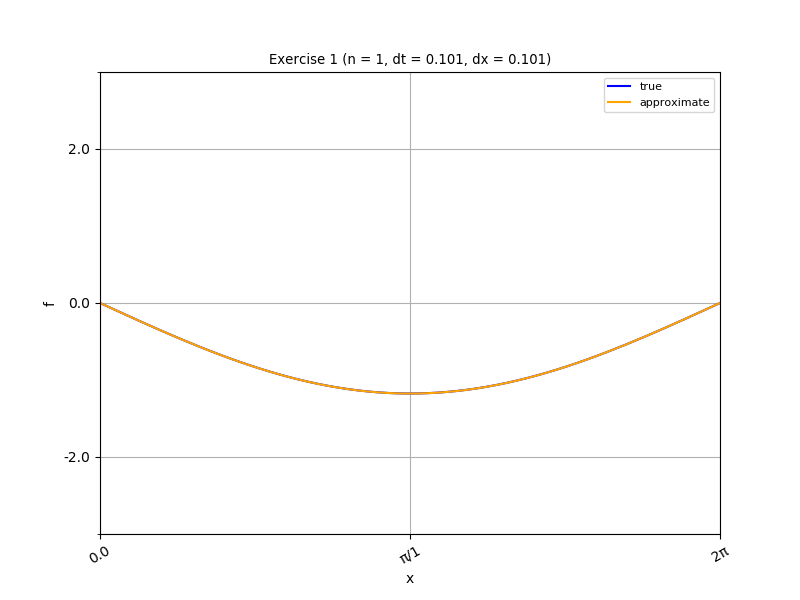 Exercise 1 (n = 1, dt = 0.101, dx = 0.101)
true
approximate
2.0
0.0
-2.0
f
0.0
π/1
2π
x